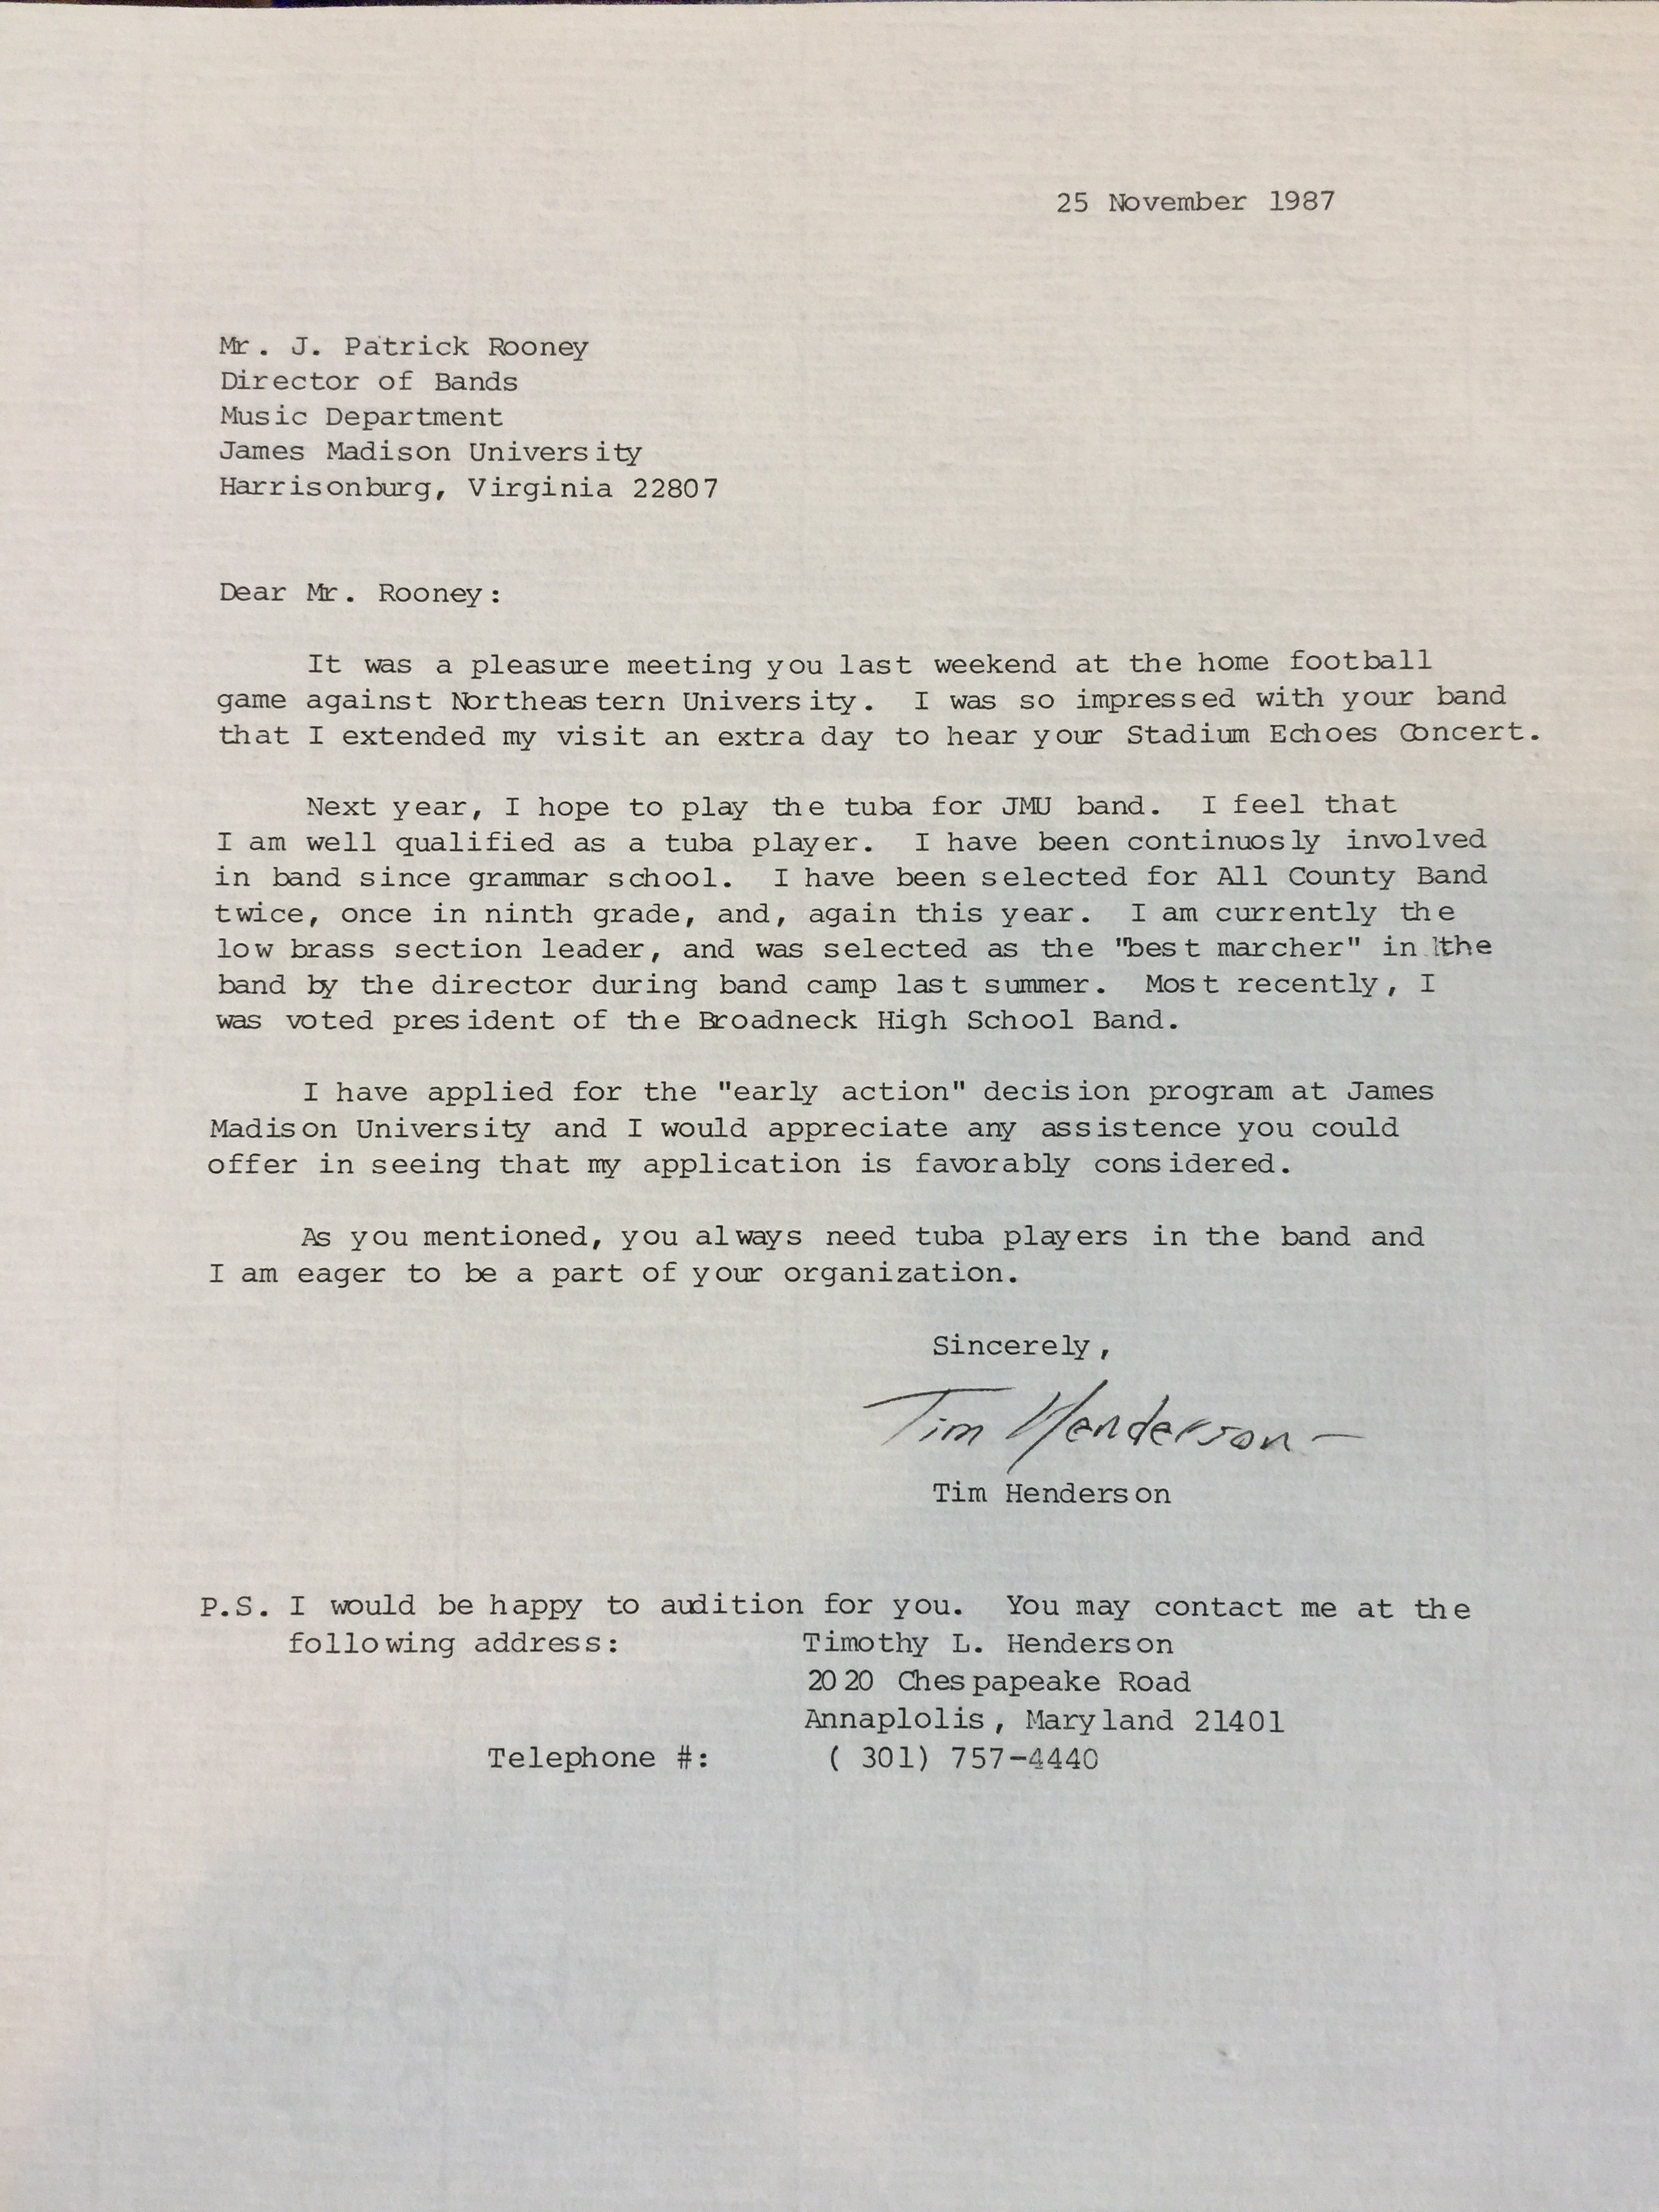 25 November 1987
Mr. J. Patrick Rooney
Director of Bands
Music Department
James Madison University
Harrisonburg, Virginia 22807
Dear Mr. Rooney:
It was a pleasure meeting you last weekend at the home football
game against Northeastern University. I was so impressed with your band
that I extended my visit an extra day to hear your Stadium Echoes Concert.
Next year, I hope to play the tuba for JMU band. I feel that
I am well qualified as a tuba player. I have been continuosly involved
in band since grammar school. I have been selected for All County Band
twice, once in ninth grade, and, again this year. I am currently the
low brass section leader, and was selected as the "best marcher" in the
band by the director during band camp last summer. Most recently, I
was voted president of the Broadneck High School Band.
I have applied for the "early action" decision program at James
Madison University and I would appreciate any assistence you could
offer in seeing that my application is favorably considered.
As you mentioned, you always need tuba players in the band and
I am eager to be a part of your organization.
Sincerely,
Tim Henderson
Tim Henderson
P.S. I would be happy to audition for you. You may contact me at the
following address: Timothy L. Henderson
2020 Chespapeake Road
Annaplolis, Maryland 21401
Telephone #: (301) 757-4440